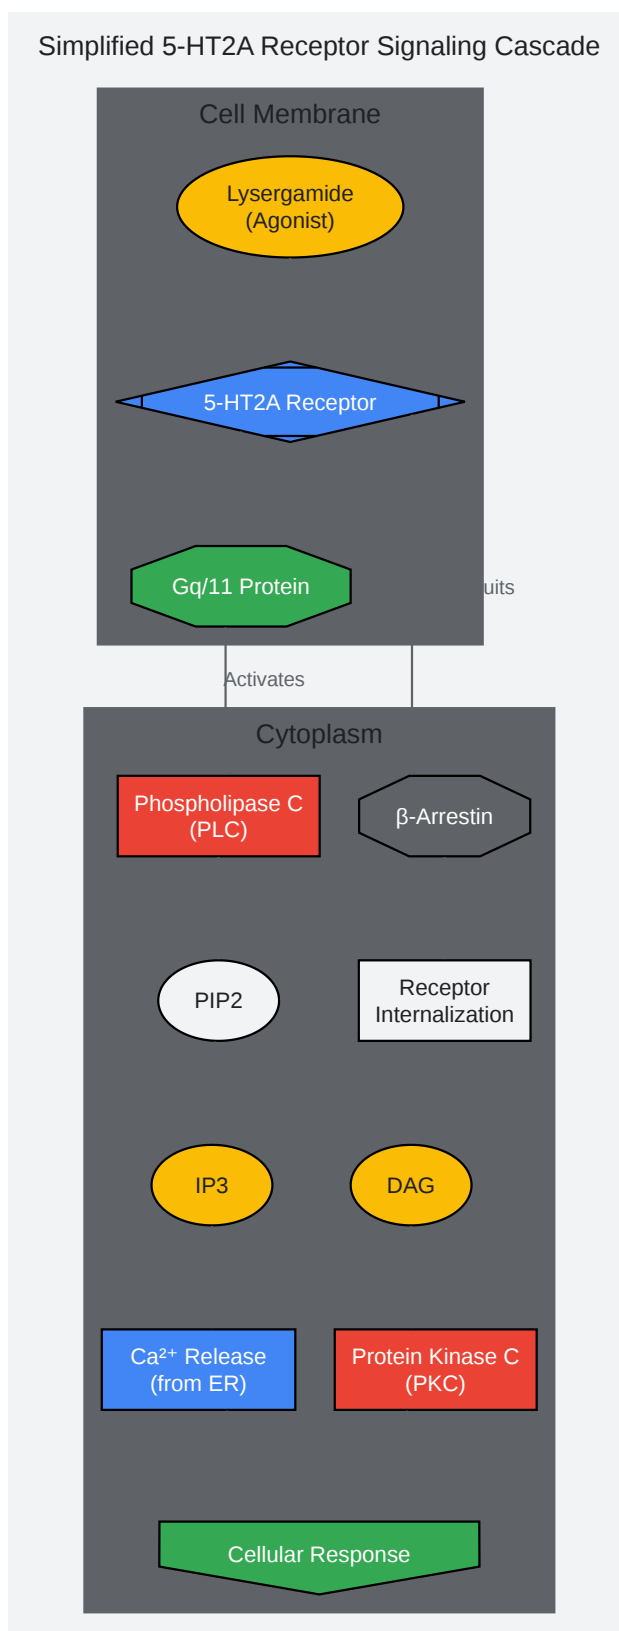 Simplified 5-HT2A Receptor Signaling Cascade
Cell Membrane
Lysergamide
(Agonist)
5-HT2A Receptor
Gq/11 Protein
uits
Activates
Cytoplasm
Phospholipase C
(PLC)
β-Arrestin
PIP2
Receptor
Internalization
IP3
DAG
Ca²⁺ Release
(from ER)
Protein Kinase C
(PKC)
Cellular Response